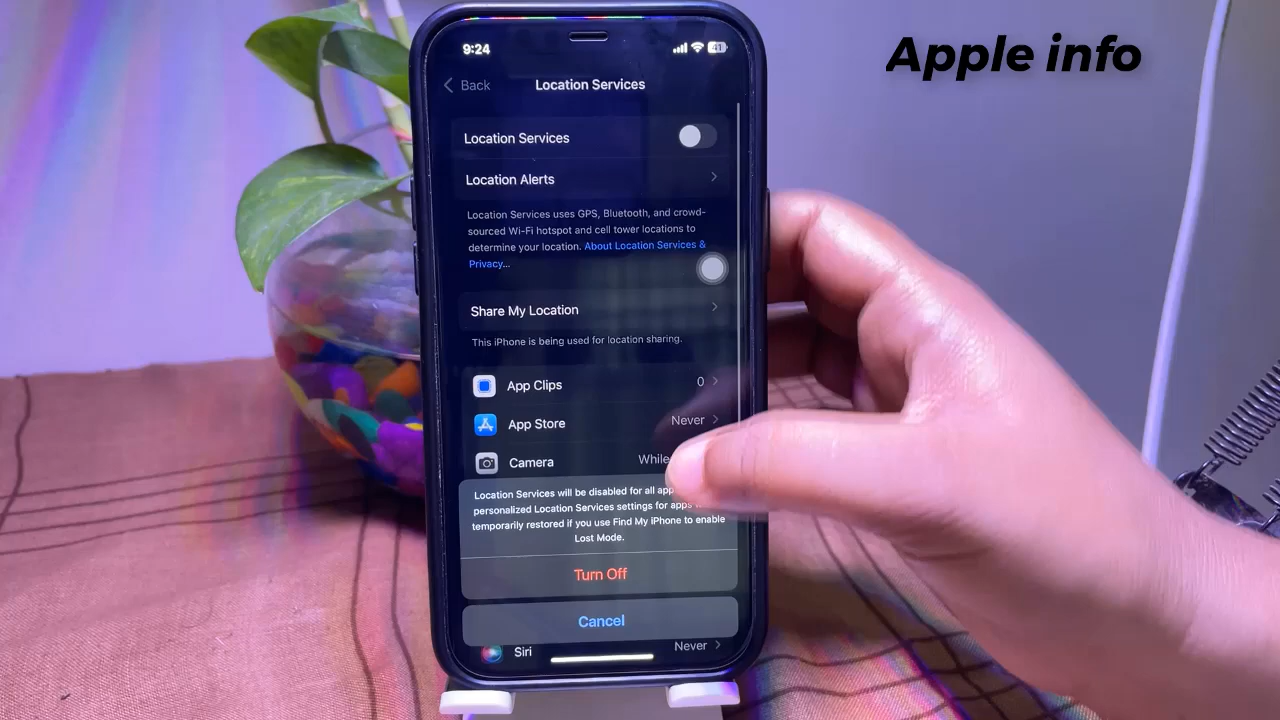 Apple info
9:24
41
Back
Location Services
Location Services
Location Alerts
Location Services uses GPS, Bluetooth, and crowd-
sourced Wi-Fi hotspot and cell tower locations to
determine your location. About Location Services &
Privacy...
Share My Location
This iPhone is being used for location sharing.
App Clips 0
App Store Never
Camera While
Location Services will be disabled for all
personalized Location Services settings for apps
temporarily restored if you use Find My iPhone to enable
Lost Mode.
Turn Off
Cancel
Siri Never